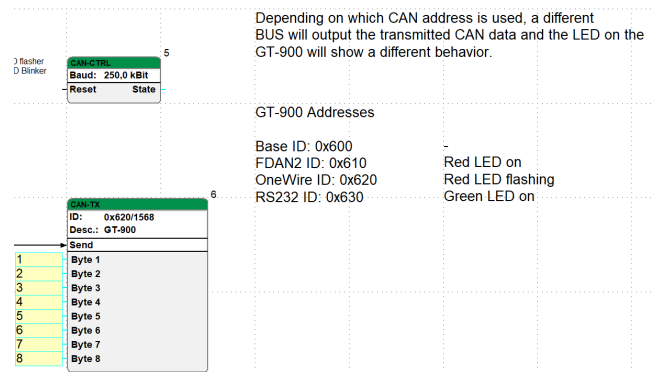 Depending on which CAN address is used, a different
BUS will output the transmitted CAN data and the LED on the
GT-900 will show a different behavior.
flasher
D Blinker
5
CAN-CTRL
Baud: 250,0 kBit
Reset State
GT-900 Addresses
Base ID: 0x600 -
FDAN2 ID: 0x610 Red LED on
OneWire ID: 0x620 Red LED flashing
RS232 ID: 0x630 Green LED on
6
CAN-TX
ID: 0x620/1568
Desc.: GT-900
Send
1 Byte 1
2 Byte 2
3 Byte 3
4 Byte 4
5 Byte 5
6 Byte 6
7 Byte 7
8 Byte 8